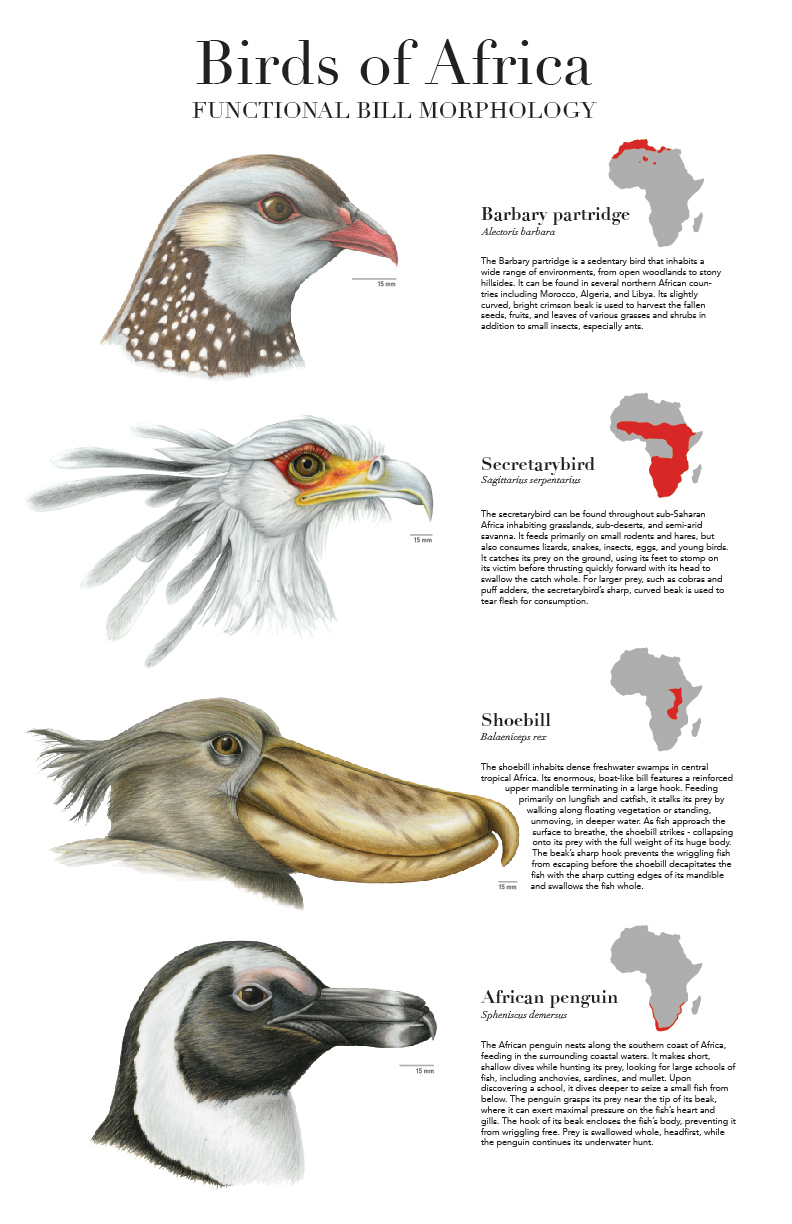 Birds of Africa
FUNCTIONAL BILL MORPHOLOGY
Barbary partridge
Alectoris barbara
The Barbary partridge is a sedentary bird that inhabits a
wide range of environments, from open woodlands to stony
hillsides. It can be found in several northern African coun-
tries including Morocco, Algeria, and Libya. Its slightly
curved, bright crimson beak is used to harvest the fallen
seeds, fruits, and leaves of various grasses and shrubs in
addition to small insects, especially ants.
15 mm
Secretarybird
Sagittarius serpentarius
The secretarybird can be found throughout sub-Saharan
Africa inhabiting grasslands, sub-deserts, and semi-arid
savanna. It feeds primarily on small rodents and hares, but
also consumes lizards, snakes, insects, eggs, and young birds.
It catches its prey on the ground, using its feet to stomp on
its victim before thrusting quickly forward with its head to
swallow the catch whole. For larger prey, such as cobras and
puff adders, the secretarybird's sharp, curved beak is used to
tear flesh for consumption.
15 mm
Shoebill
Balaeniceps rex
The shoebill inhabits dense freshwater swamps in central
tropical Africa. Its enormous, boat-like bill features a reinforced
upper mandible terminating in a large hook. Feeding
primarily on lungfish and catfish, it stalks its prey by
walking along floating vegetation or standing,
unmoving, in deeper water. As fish approach the
surface to breathe, the shoebill strikes - collapsing
onto its prey with the full weight of its huge body.
The beak's sharp hook prevents the wriggling fish
from escaping before the shoebill decapitates the
fish with the sharp cutting edges of its mandible
and swallows the fish whole.
15 mm
African penguin
Spheniscus demersus
The African penguin nests along the southern coast of Africa,
feeding in the surrounding coastal waters. It makes short,
shallow dives while hunting its prey, looking for large schools of
fish, including anchovies, sardines, and mullet. Upon
discovering a school, it dives deeper to seize a small fish from
below. The penguin grasps its prey near the tip of its beak,
where it can exert maximal pressure on the fish's heart and
gills. The hook of its beak encloses the fish's body, preventing it
from wriggling free. Prey is swallowed whole, headfirst, while
the penguin continues its underwater hunt.
15 mm